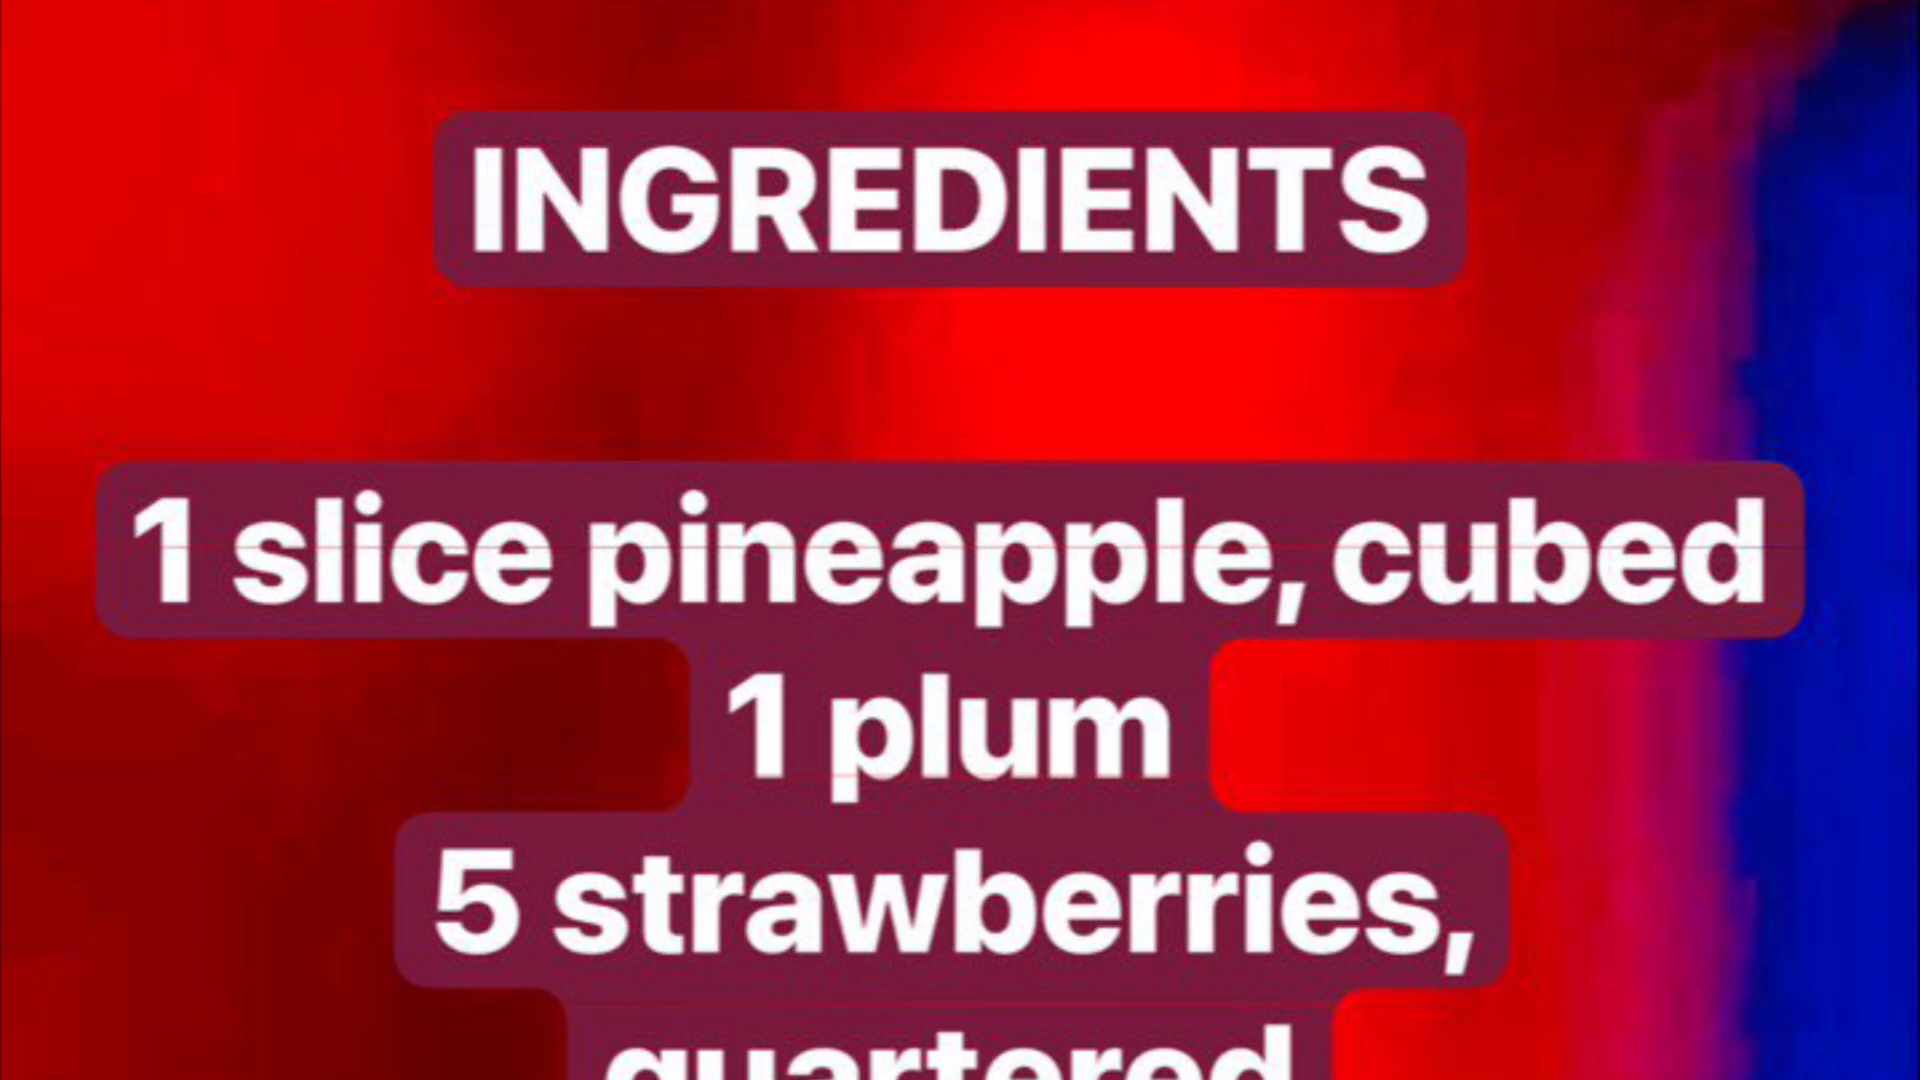 INGREDIENTS
1 slice pineapple, cubed
1 plum
5 strawberries,
quartered